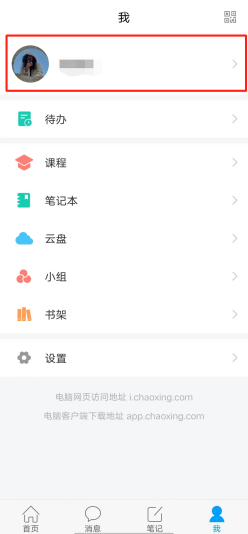 我
待办
课程
笔记本
云盘
小组
书架
设置
电脑网页访问地址 i.chaoxing.com
电脑客户端下载地址 app.chaoxing.com
首页 消息 笔记 我